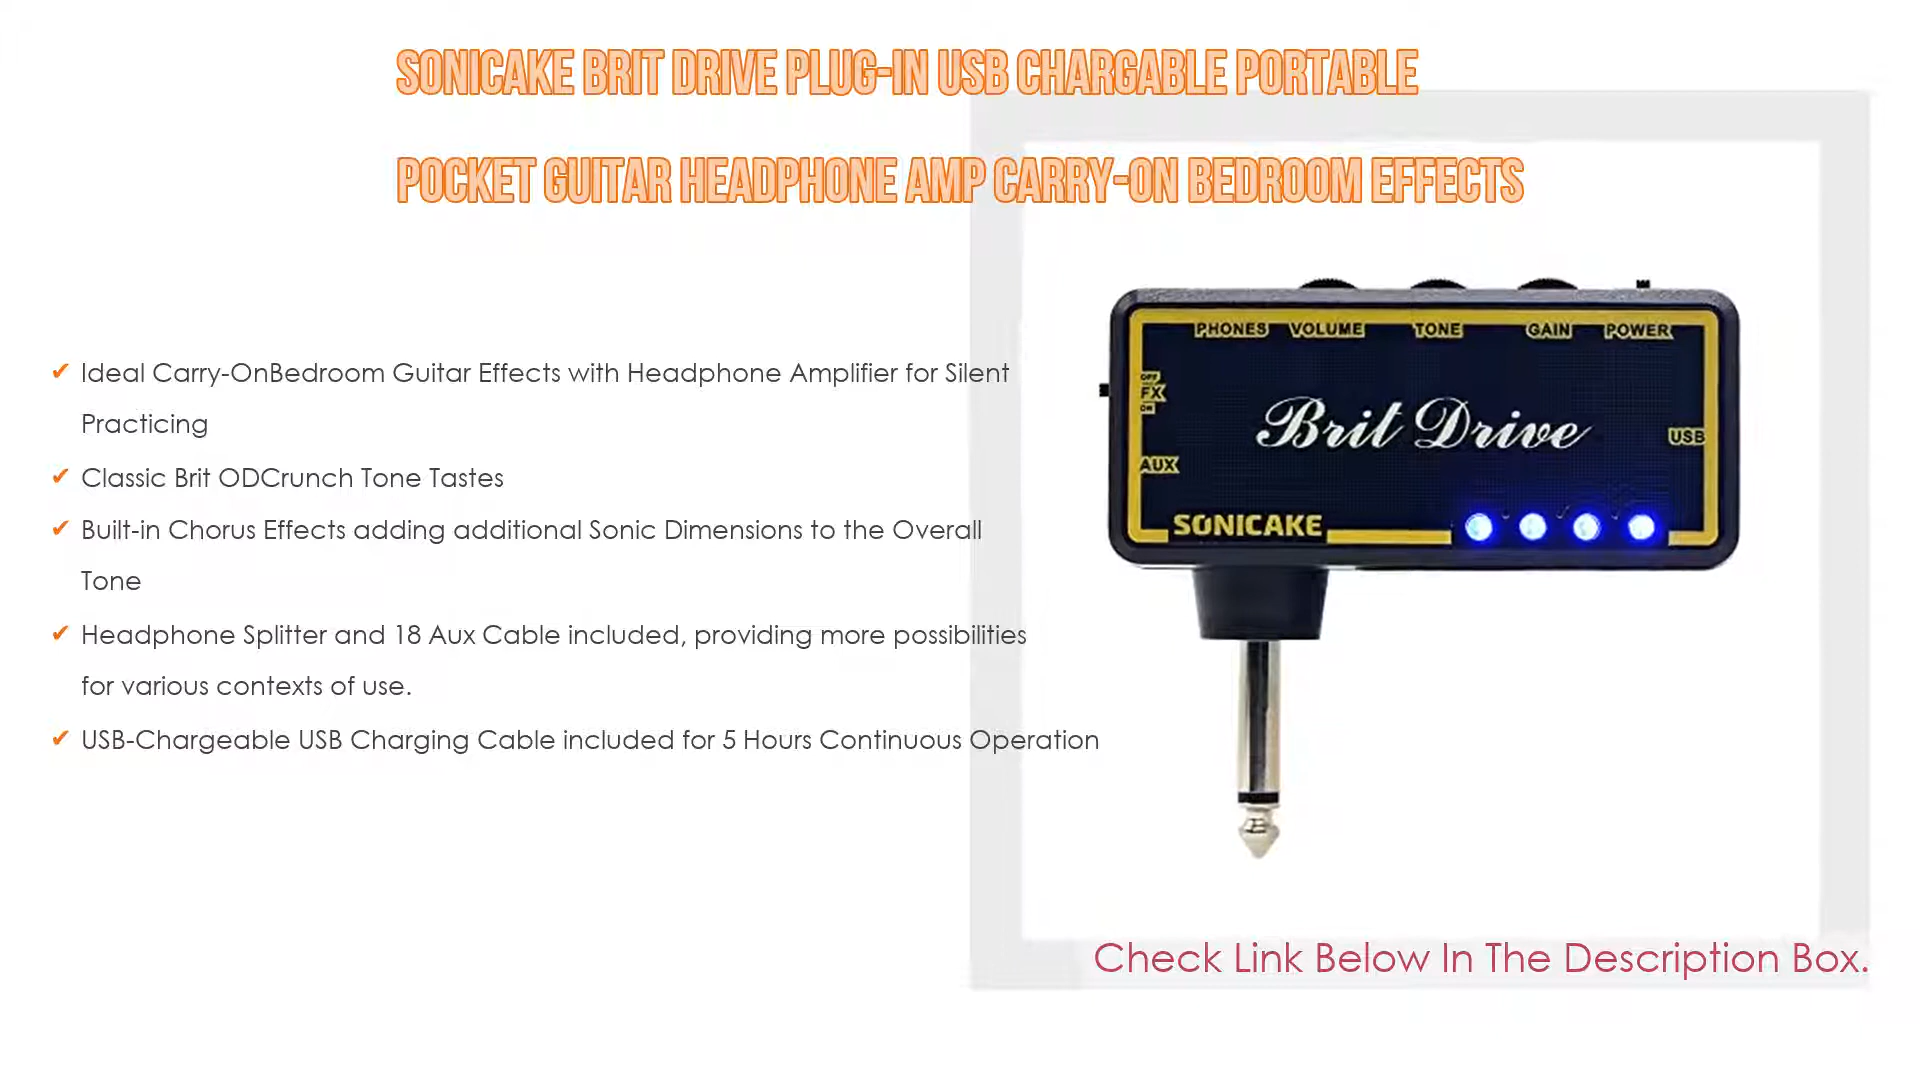 SONICAKE BRIT DRIVE PLUG-IN USB CHARGABLE PORTABLE
POCKET GUITAR HEADPHONE AMP CARRY-ON BEDROOM EFFECTS
✔ Ideal Carry-OnBedroom Guitar Effects with Headphone Amplifier for Silent
Practicing
✔ Classic Brit ODCrunch Tone Tastes
✔ Built-in Chorus Effects adding additional Sonic Dimensions to the Overall
Tone
✔ Headphone Splitter and 18 Aux Cable included, providing more possibilities
for various contexts of use.
✔ USB-Chargeable USB Charging Cable included for 5 Hours Continuous Operation
PHONES VOLUME TONE GAIN POWER
OFF
FX
ON
Brit Drive
USB
AUX
SONICAKE
Check Link Below In The Description Box.